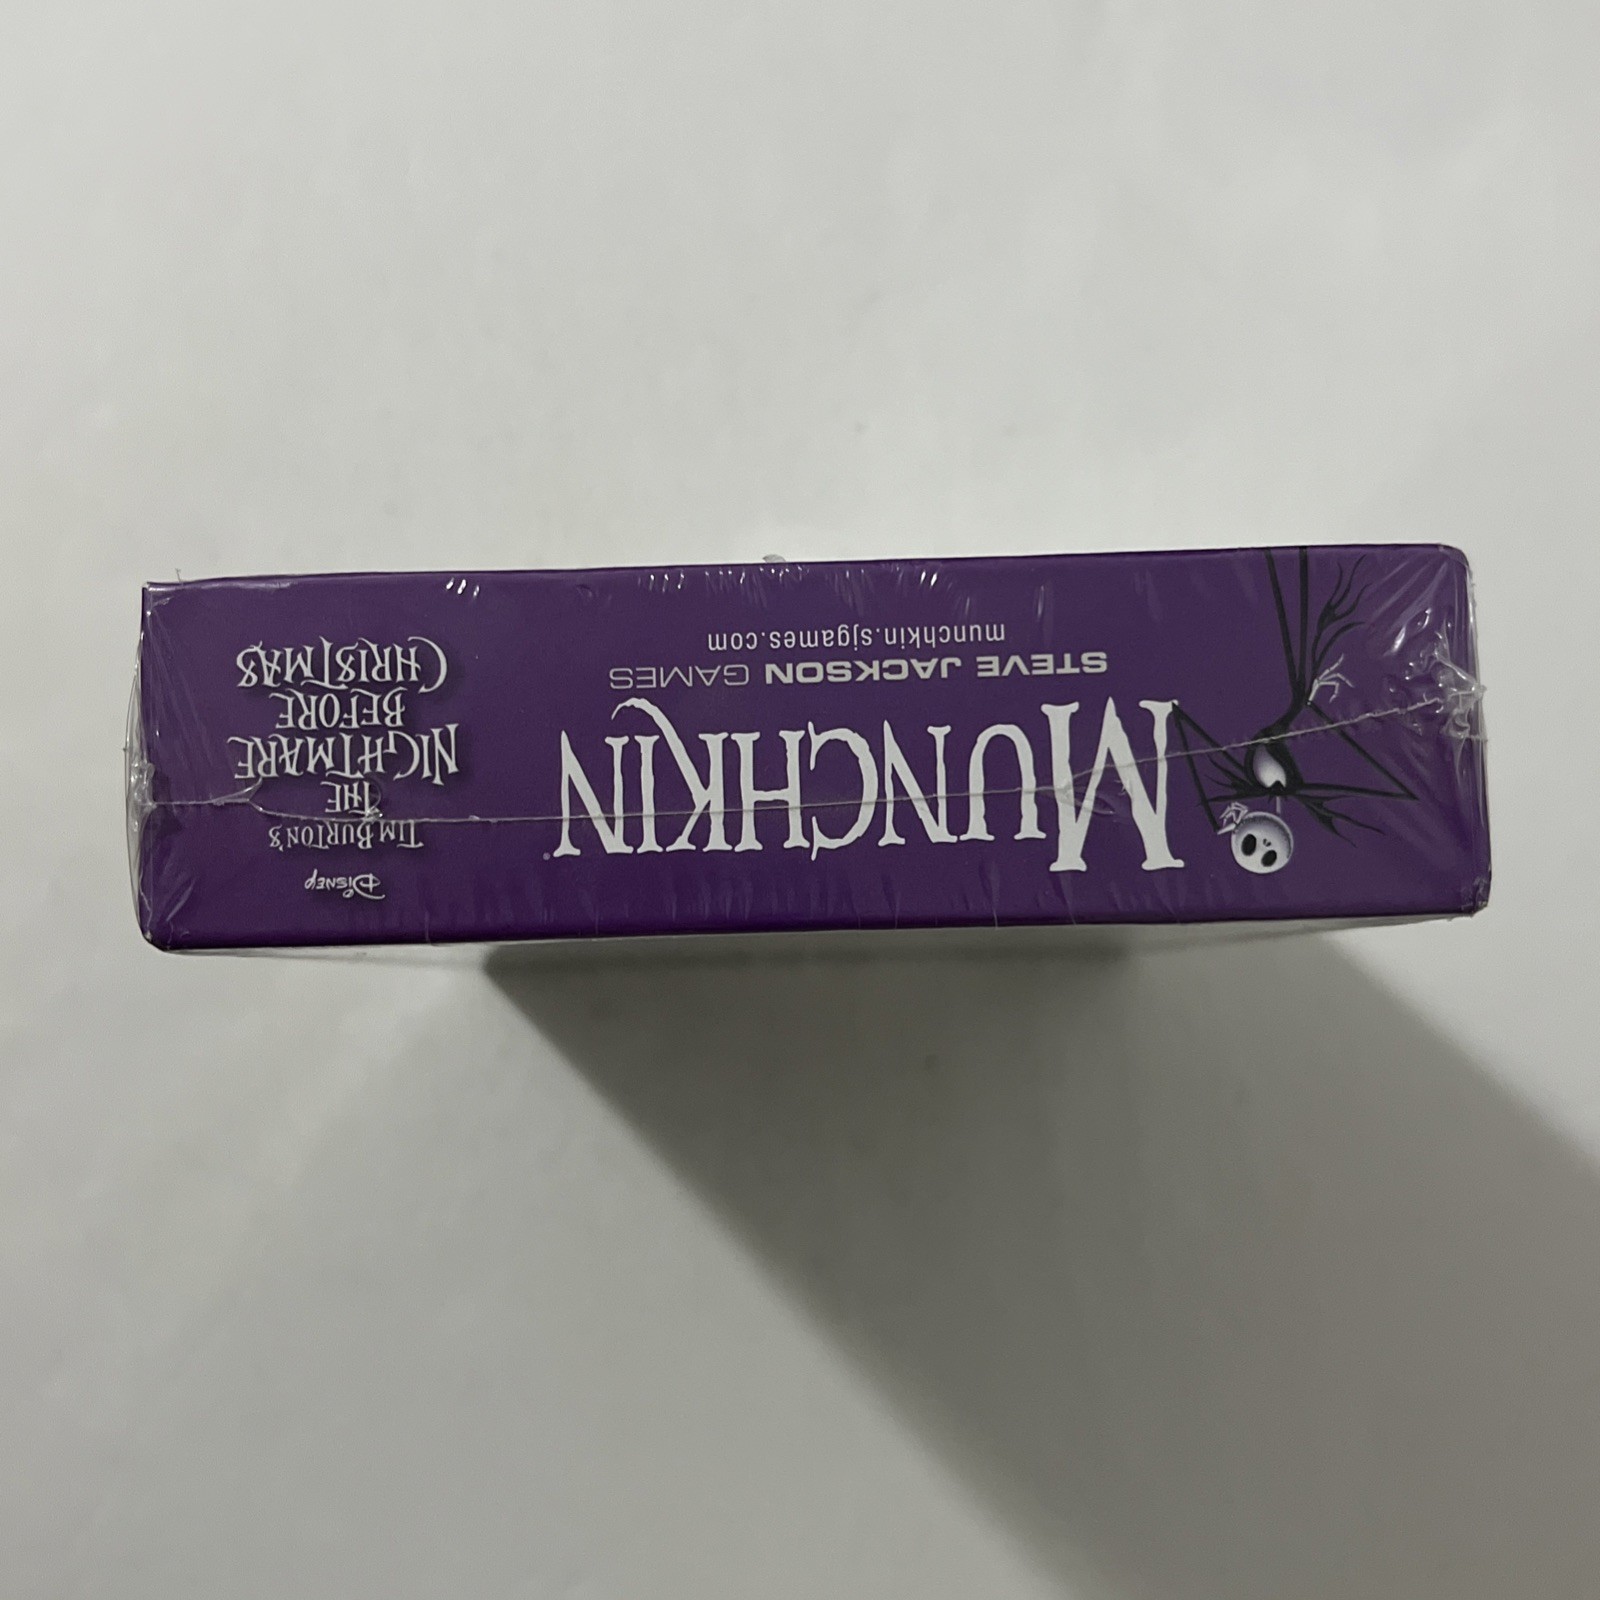 MUNCHKIN®
STEVE JACKSON GAMES
munchkin.sjgames.com
Disney
TIM BURTON'S
THE
NIGHTMARE
BEFORE
CHRISTMAS